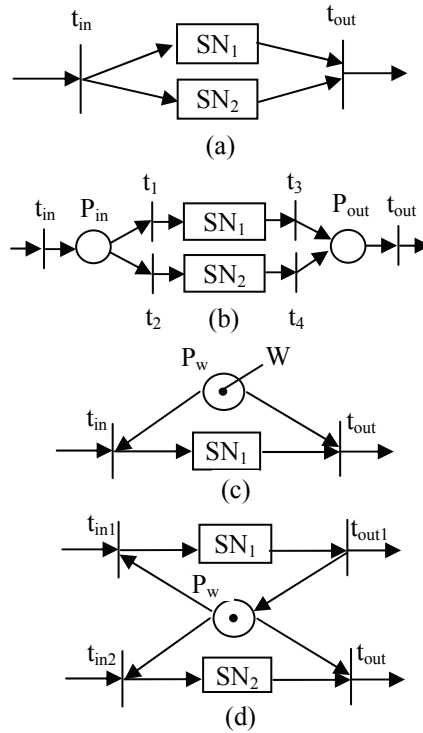 t_in t_out
SN_1
SN_2
(a)
t_in P_in t_1 t_3 P_out t_out
SN_1
SN_2
t_2 (b) t_4
P_w W
t_in t_out
SN_1
(c)
t_in1 SN_1 t_out1
P_w
t_in2 t_out
SN_2
(d)